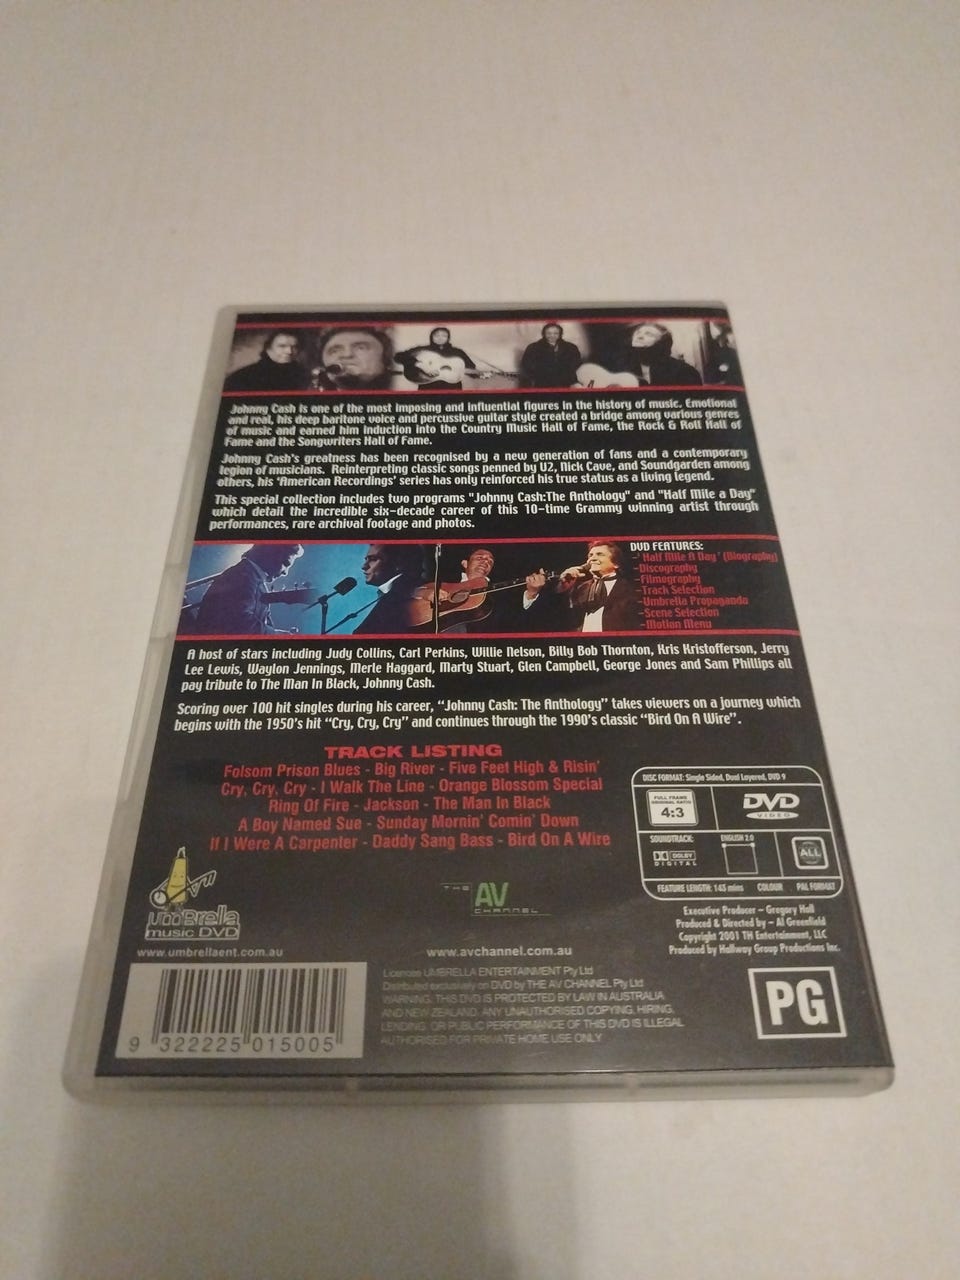 Johnny Cash is one of the most imposing and influential figures in the history of music. Emotional
and real, his deep baritone voice and percussive guitar style created a bridge among various genres
of music and earned him induction into the Country Music Hall of Fame, the Rock & Roll Hall of
Fame and the Songwriters Hall of Fame.
Johnny Cash's greatness has been recognised by a new generation of fans and a contemporary
legion of musicians. Reinterpreting classic songs penned by U2, Nick Cave, and Soundgarden among
others, his 'American Recordings' series has only reinforced his true status as a living legend.
This special collection includes two programs "Johnny Cash:The Anthology" and "Half Mile a Day"
which detail the incredible six-decade career of this 10-time Grammy winning artist through
performances, rare archival footage and photos.
DVD FEATURES:
-' Half Mile A Day ' (Biography)
-Discography
-Filmography
-Track Selection
-Umbrella Propaganda
-Scene Selection
-Motion Menu
A host of stars including Judy Collins, Carl Perkins, Willie Nelson, Billy Bob Thornton, Kris Kristofferson, Jerry
Lee Lewis, Waylon Jennings, Merle Haggard, Marty Stuart, Glen Campbell, George Jones and Sam Phillips all
pay tribute to The Man In Black, Johnny Cash.
Scoring over 100 hit singles during his career, "Johnny Cash: The Anthology" takes viewers on a journey which
begins with the 1950's hit "Cry, Cry, Cry" and continues through the 1990's classic "Bird On A Wire".
TRACK LISTING
Folsom Prison Blues - Big River - Five Feet High & Risin'
Cry, Cry, Cry - I Walk The Line - Orange Blossom Special
Ring Of Fire - Jackson - The Man In Black
A Boy Named Sue - Sunday Mornin' Comin' Down
If I Were A Carpenter - Daddy Sang Bass - Bird On A Wire
DISC FORMAT: Single Sided, Dual Layered, DVD 9
FULL FRAME
ORIGINAL RATIO
4:3
DVD
VIDEO
SOUNDTRACK:
ENGLISH 2.0
DOLBY
DIGITAL
ALL
FEATURE LENGTH: 145 mins COLOUR PAL FORMAT
umbrella
music DVD
www.umbrellaent.com.au
THE AV
CHANNEL
www.avchannel.com.au
Executive Producer – Gregory Hall
Produced & Directed by – Al Greenfield
Copyright 2001 TH Entertainment, LLC
Produced by Hallway Group Productions Inc.
9 322225 015005
Licensee UMBRELLA ENTERTAINMENT Pty Ltd
Distributed exclusively on DVD by THE AV CHANNEL Pty Ltd
WARNING. THIS DVD IS PROTECTED BY LAW IN AUSTRALIA
AND NEW ZEALAND. ANY UNAUTHORISED COPYING, HIRING,
LENDING, OR PUBLIC PERFORMANCE OF THIS DVD IS ILLEGAL
AUTHORISED FOR PRIVATE HOME USE ONLY
PG